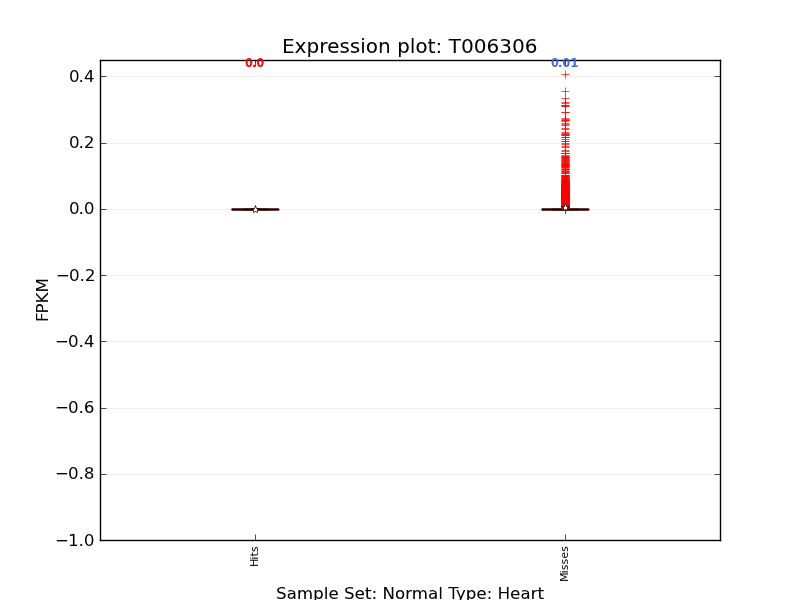 Expression plot: T006306
0.0
0.01
0.4
0.2
0.0
−0.2
−0.4
−0.6
−0.8
−1.0
FPKM
Hits
Misses
Sample Set: Normal Type: Heart